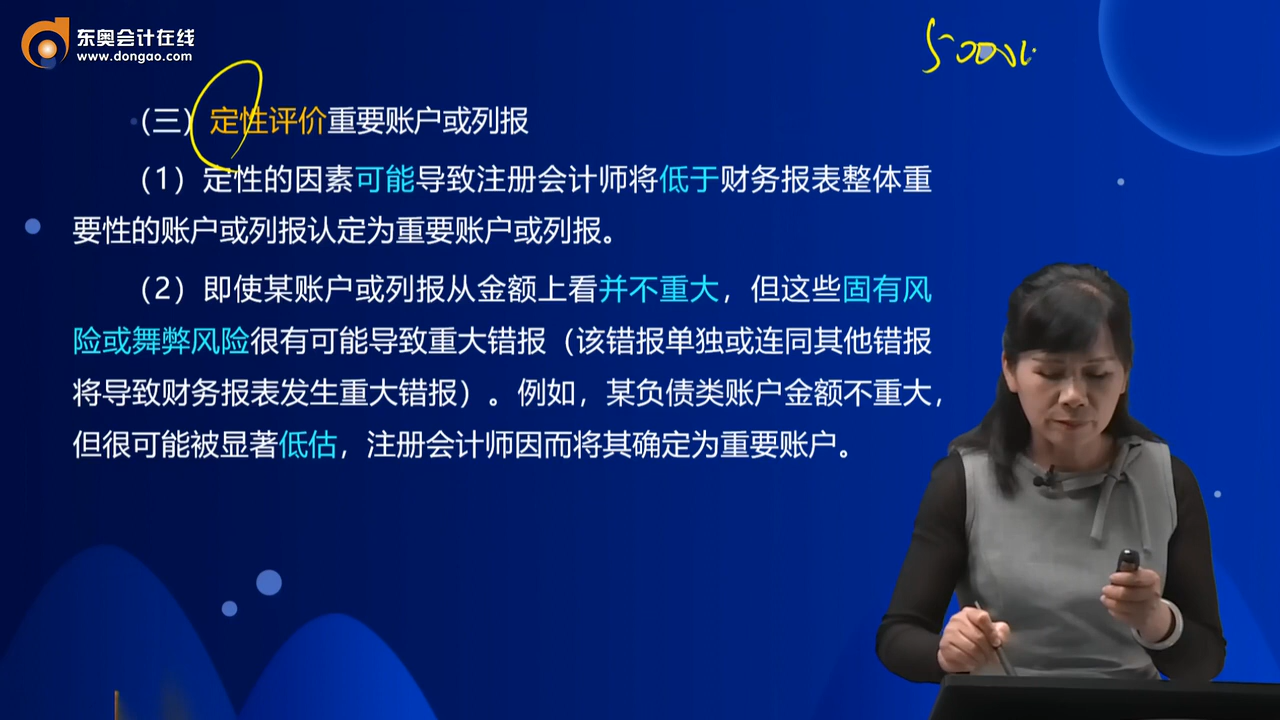 东奥会计在线
www.dongao.com
（三）定性评价重要账户或列报
（1）定性的因素可能导致注册会计师将低于财务报表整体重
要性的账户或列报认定为重要账户或列报。
（2）即使某账户或列报从金额上看并不重大，但这些固有风
险或舞弊风险很有可能导致重大错报（该错报单独或连同其他错报
将导致财务报表发生重大错报）。例如，某负债类账户金额不重大，
但很可能被显著低估，注册会计师因而将其确定为重要账户。